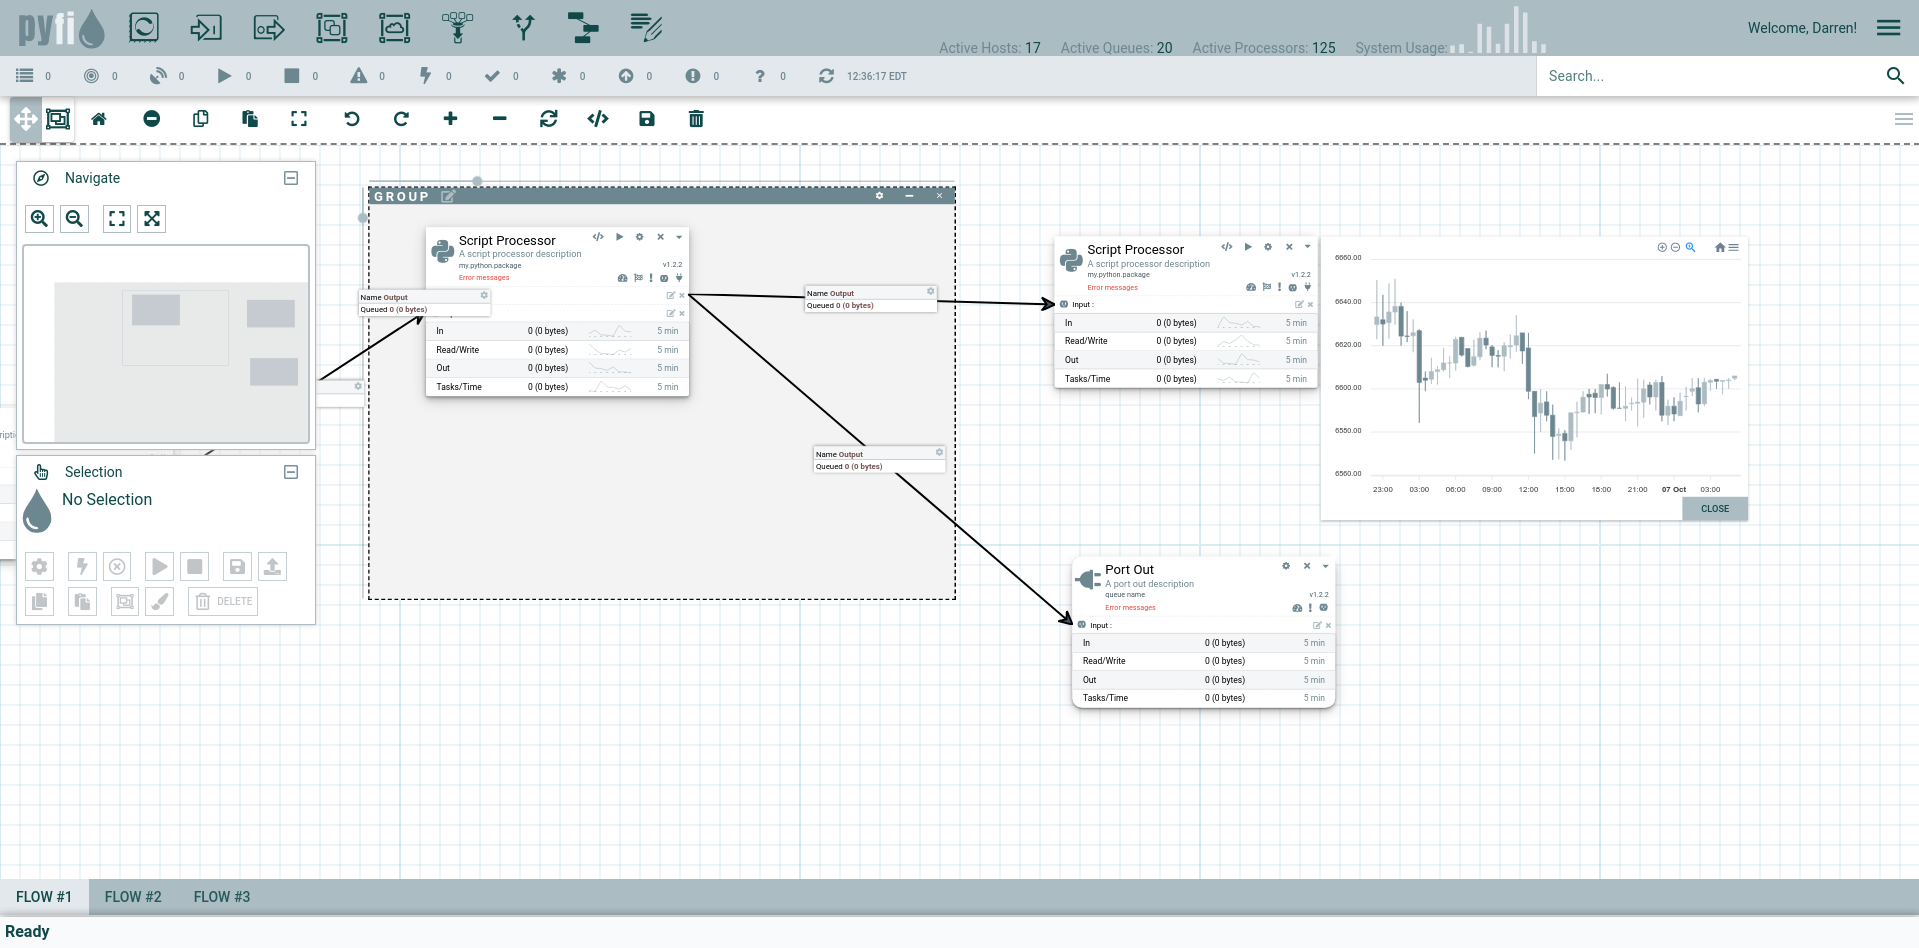 pyfi
Active Hosts: 17 Active Queues: 20 Active Processors: 125 System Usage:
Welcome, Darren!
0 0 0 0 0 0 0 0 0 0 0 0 12:36:17 EDT
Search...
Navigate
Selection
No Selection
DELETE
GROUP
Script Processor
A script processor description
my.python.package
v1.2.2
Error messages
Name Output
Queued 0 (0 bytes)
In 0 (0 bytes) 5 min
Read/Write 0 (0 bytes) 5 min
Out 0 (0 bytes) 5 min
Tasks/Time 0 (0 bytes) 5 min
Name Output
Queued 0 (0 bytes)
Name Output
Queued 0 (0 bytes)
Script Processor
A script processor description
my.python.package
v1.2.2
Error messages
Input :
In 0 (0 bytes) 5 min
Read/Write 0 (0 bytes) 5 min
Out 0 (0 bytes) 5 min
Tasks/Time 0 (0 bytes) 5 min
6660.00
6640.00
6620.00
6600.00
6580.00
6560.00
23:00 03:00 06:00 09:00 12:00 15:00 18:00 21:00 07 Oct 03:00
CLOSE
Port Out
A port out description
queue name
v1.2.2
Error messages
Input :
In 0 (0 bytes) 5 min
Read/Write 0 (0 bytes) 5 min
Out 0 (0 bytes) 5 min
Tasks/Time 0 (0 bytes) 5 min
FLOW #1 FLOW #2 FLOW #3
Ready